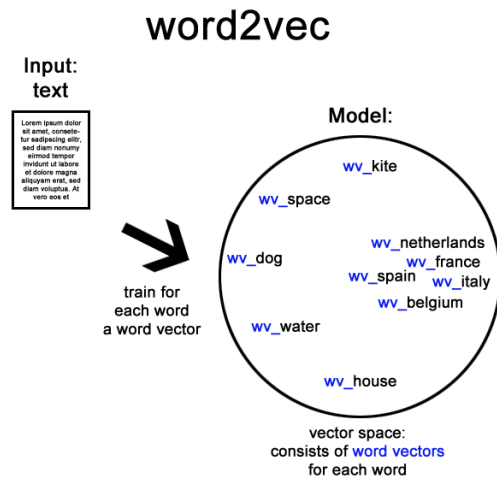 word2vec
Input:
text
Lorem ipsum dolor
sit amet, consete-
tur sadipscing elitr,
sed diam nonumy
eirmod tempor
invidunt ut labore
et dolore magna
aliquyam erat, sed
diam voluptua. At
vero eos et
train for
each word
a word vector
Model:
wv_kite
wv_space
wv_netherlands
wv_dog
wv_france
wv_spain
wv_italy
wv_belgium
wv_water
wv_house
vector space:
consists of word vectors
for each word